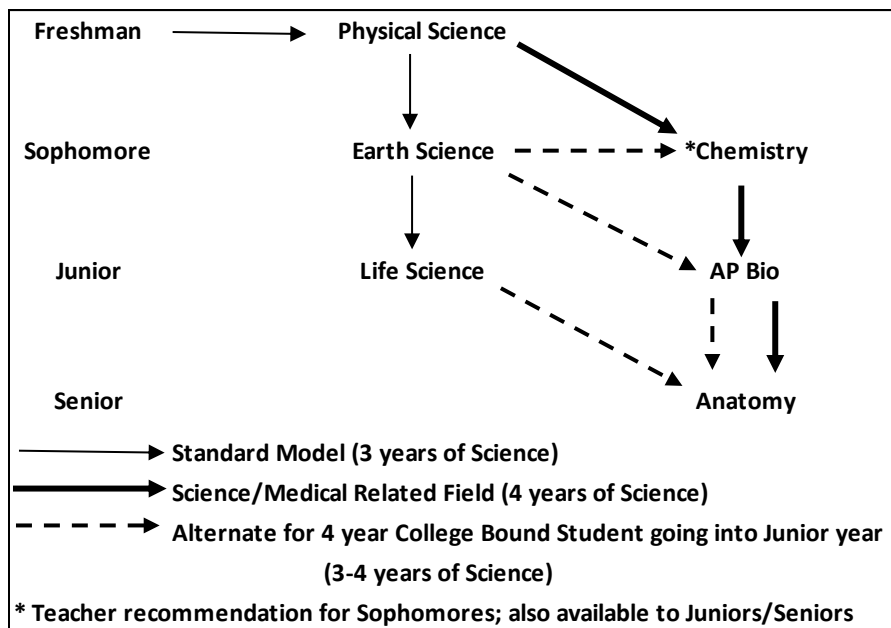 Freshman Physical Science
Sophomore Earth Science *Chemistry
Junior Life Science AP Bio
Senior Anatomy
Standard Model (3 years of Science)
Science/Medical Related Field (4 years of Science)
Alternate for 4 year College Bound Student going into Junior year
(3-4 years of Science)
* Teacher recommendation for Sophomores; also available to Juniors/Seniors